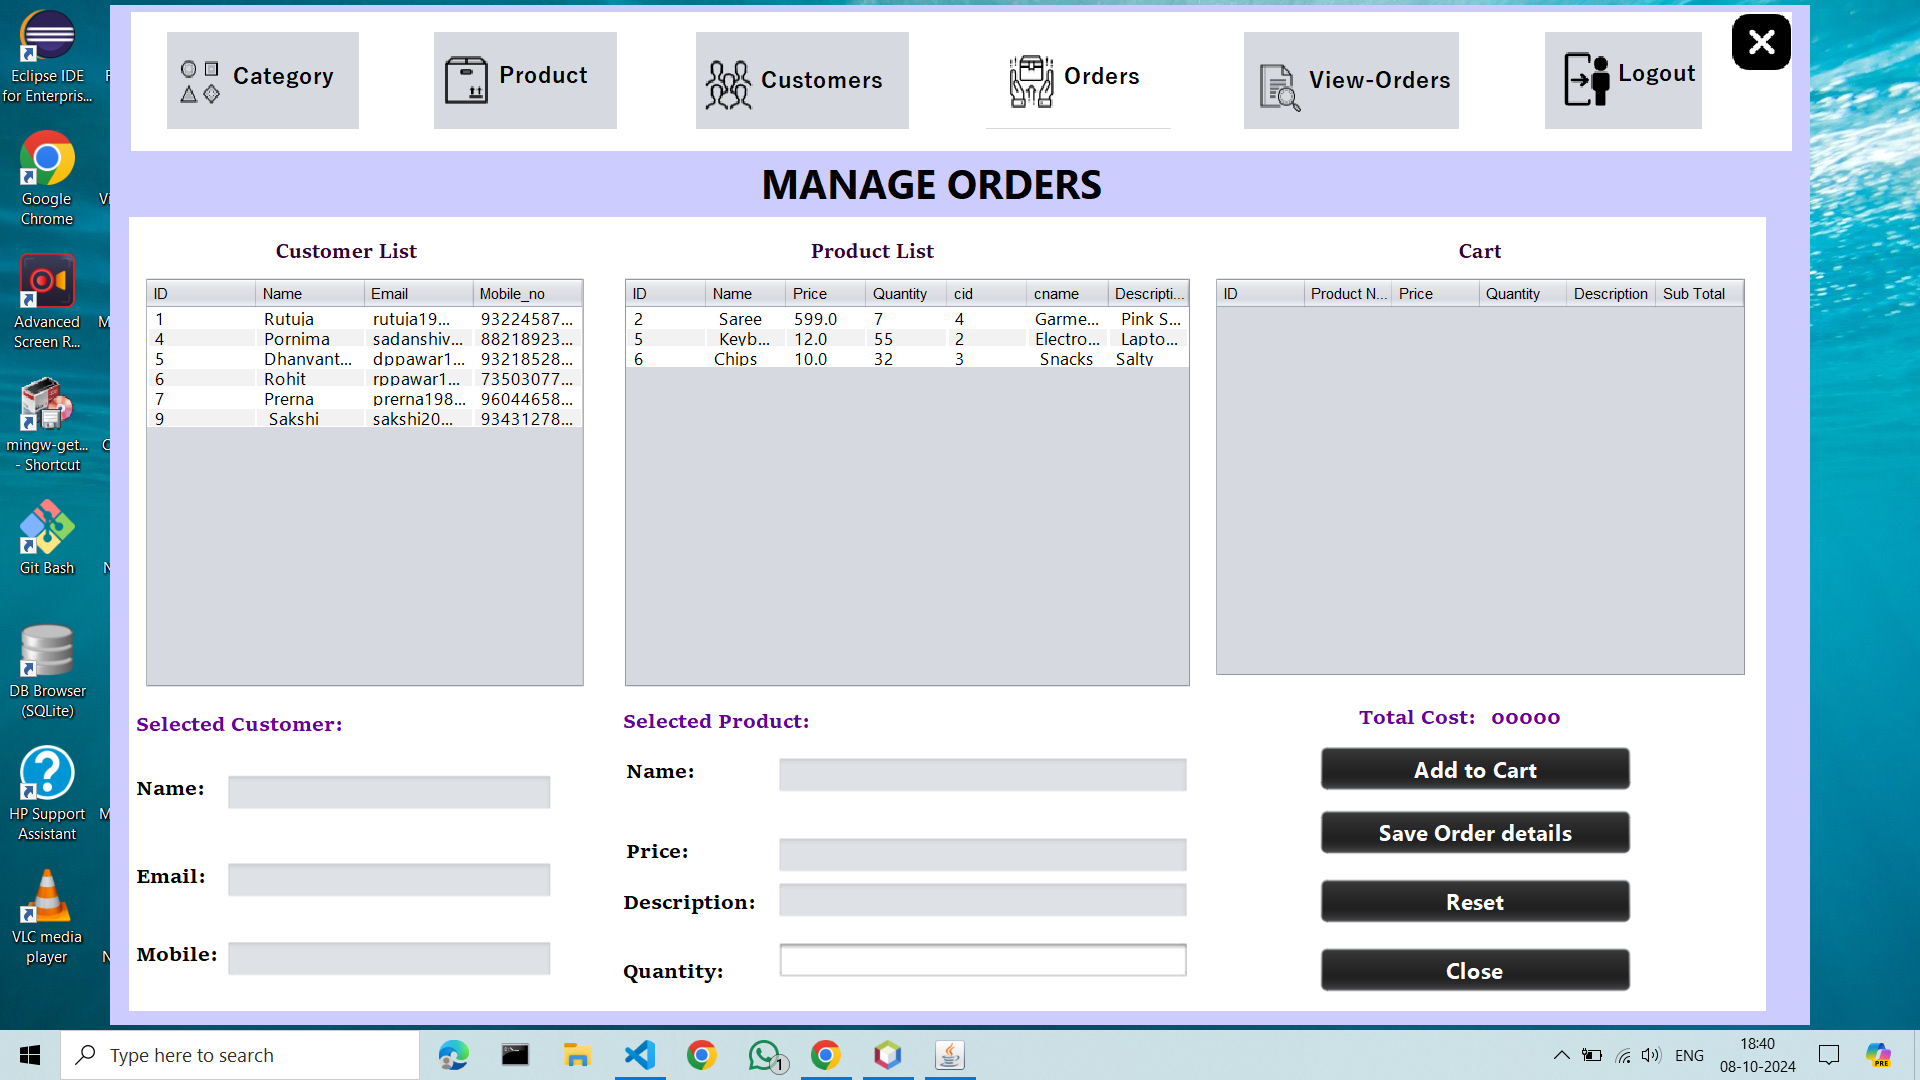 Eclipse IDE
for Enterpris...
Google
Chrome
Advanced
Screen R...
mingw-get...
- Shortcut
Git Bash
DB Browser
(SQLite)
HP Support
Assistant
VLC media
player
Category
Product
Customers
Orders
View-Orders
Logout
MANAGE ORDERS
Customer List
ID Name Email Mobile_no
1 Rutuja rutuja19... 93224587...
4 Pornima sadanshiv... 88218923...
5 Dhanvant... dppawar1... 93218528...
6 Rohit rppawar1... 73503077...
7 Prerna prerna198... 96044658...
9 Sakshi sakshi20... 93431278...
Product List
ID Name Price Quantity cid cname Descripti...
2 Saree 599.0 7 4 Garme... Pink S...
5 Keyb... 12.0 55 2 Electro... Lapto...
6 Chips 10.0 32 3 Snacks Salty
Cart
ID Product N... Price Quantity Description Sub Total
Selected Customer:
Name:
Email:
Mobile:
Selected Product:
Name:
Price:
Description:
Quantity:
Total Cost: 00000
Add to Cart
Save Order details
Reset
Close
Type here to search
1
ENG
18:40
08-10-2024
PRE